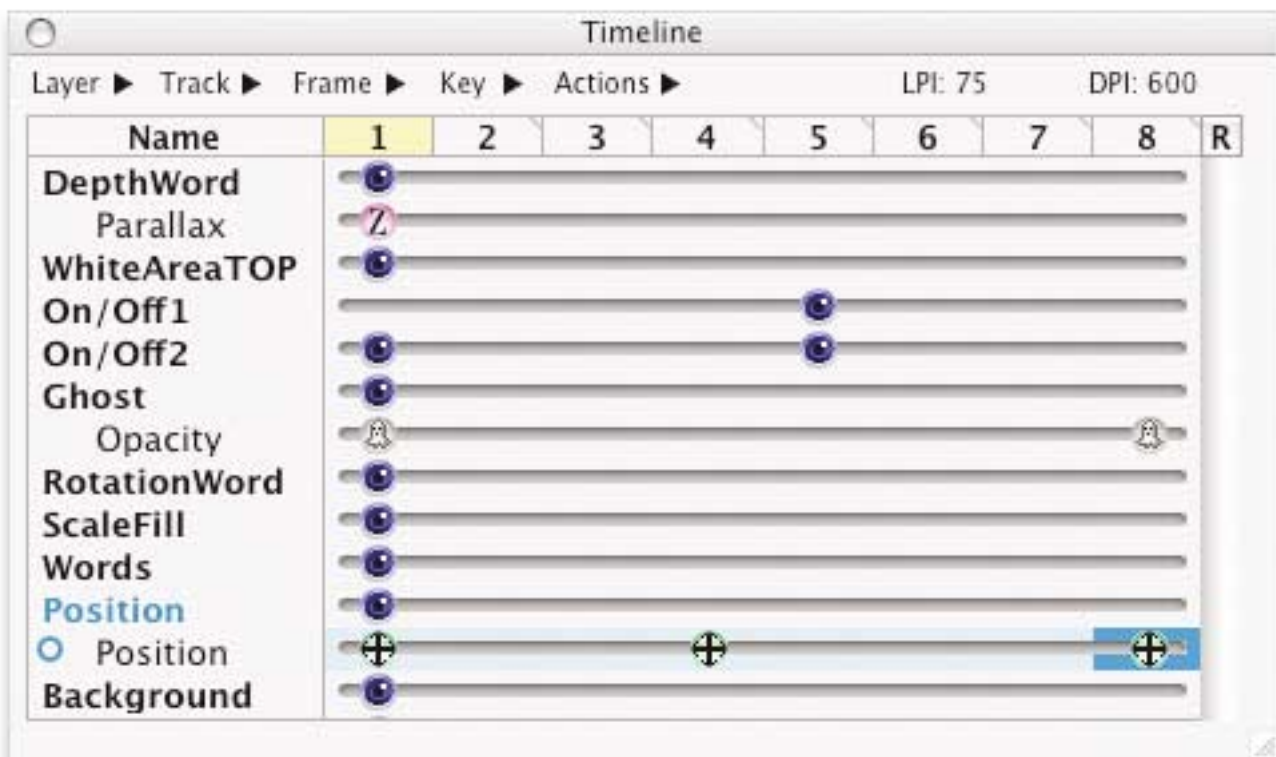 Timeline
Layer ▶ Track ▶ Frame ▶ Key ▶ Actions ▶ LPI: 75 DPI: 600
Name 1 2 3 4 5 6 7 8 R
DepthWord
Parallax Z
WhiteAreaTOP
On/Off1
On/Off2
Ghost
Opacity
RotationWord
ScaleFill
Words
Position
Position
Background